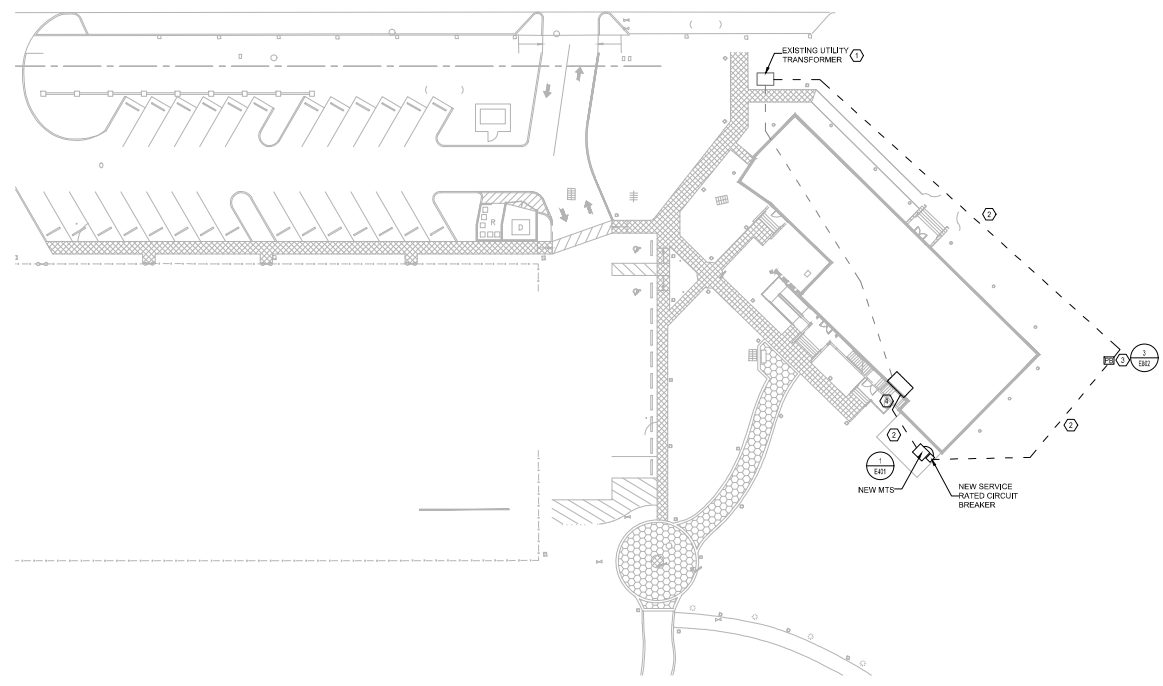 EXISTING UTILITY
TRANSFORMER
1
2
R
D
3
3
E602
4
2
2
1
E401
NEW MTS
NEW SERVICE
RATED CIRCUIT
BREAKER